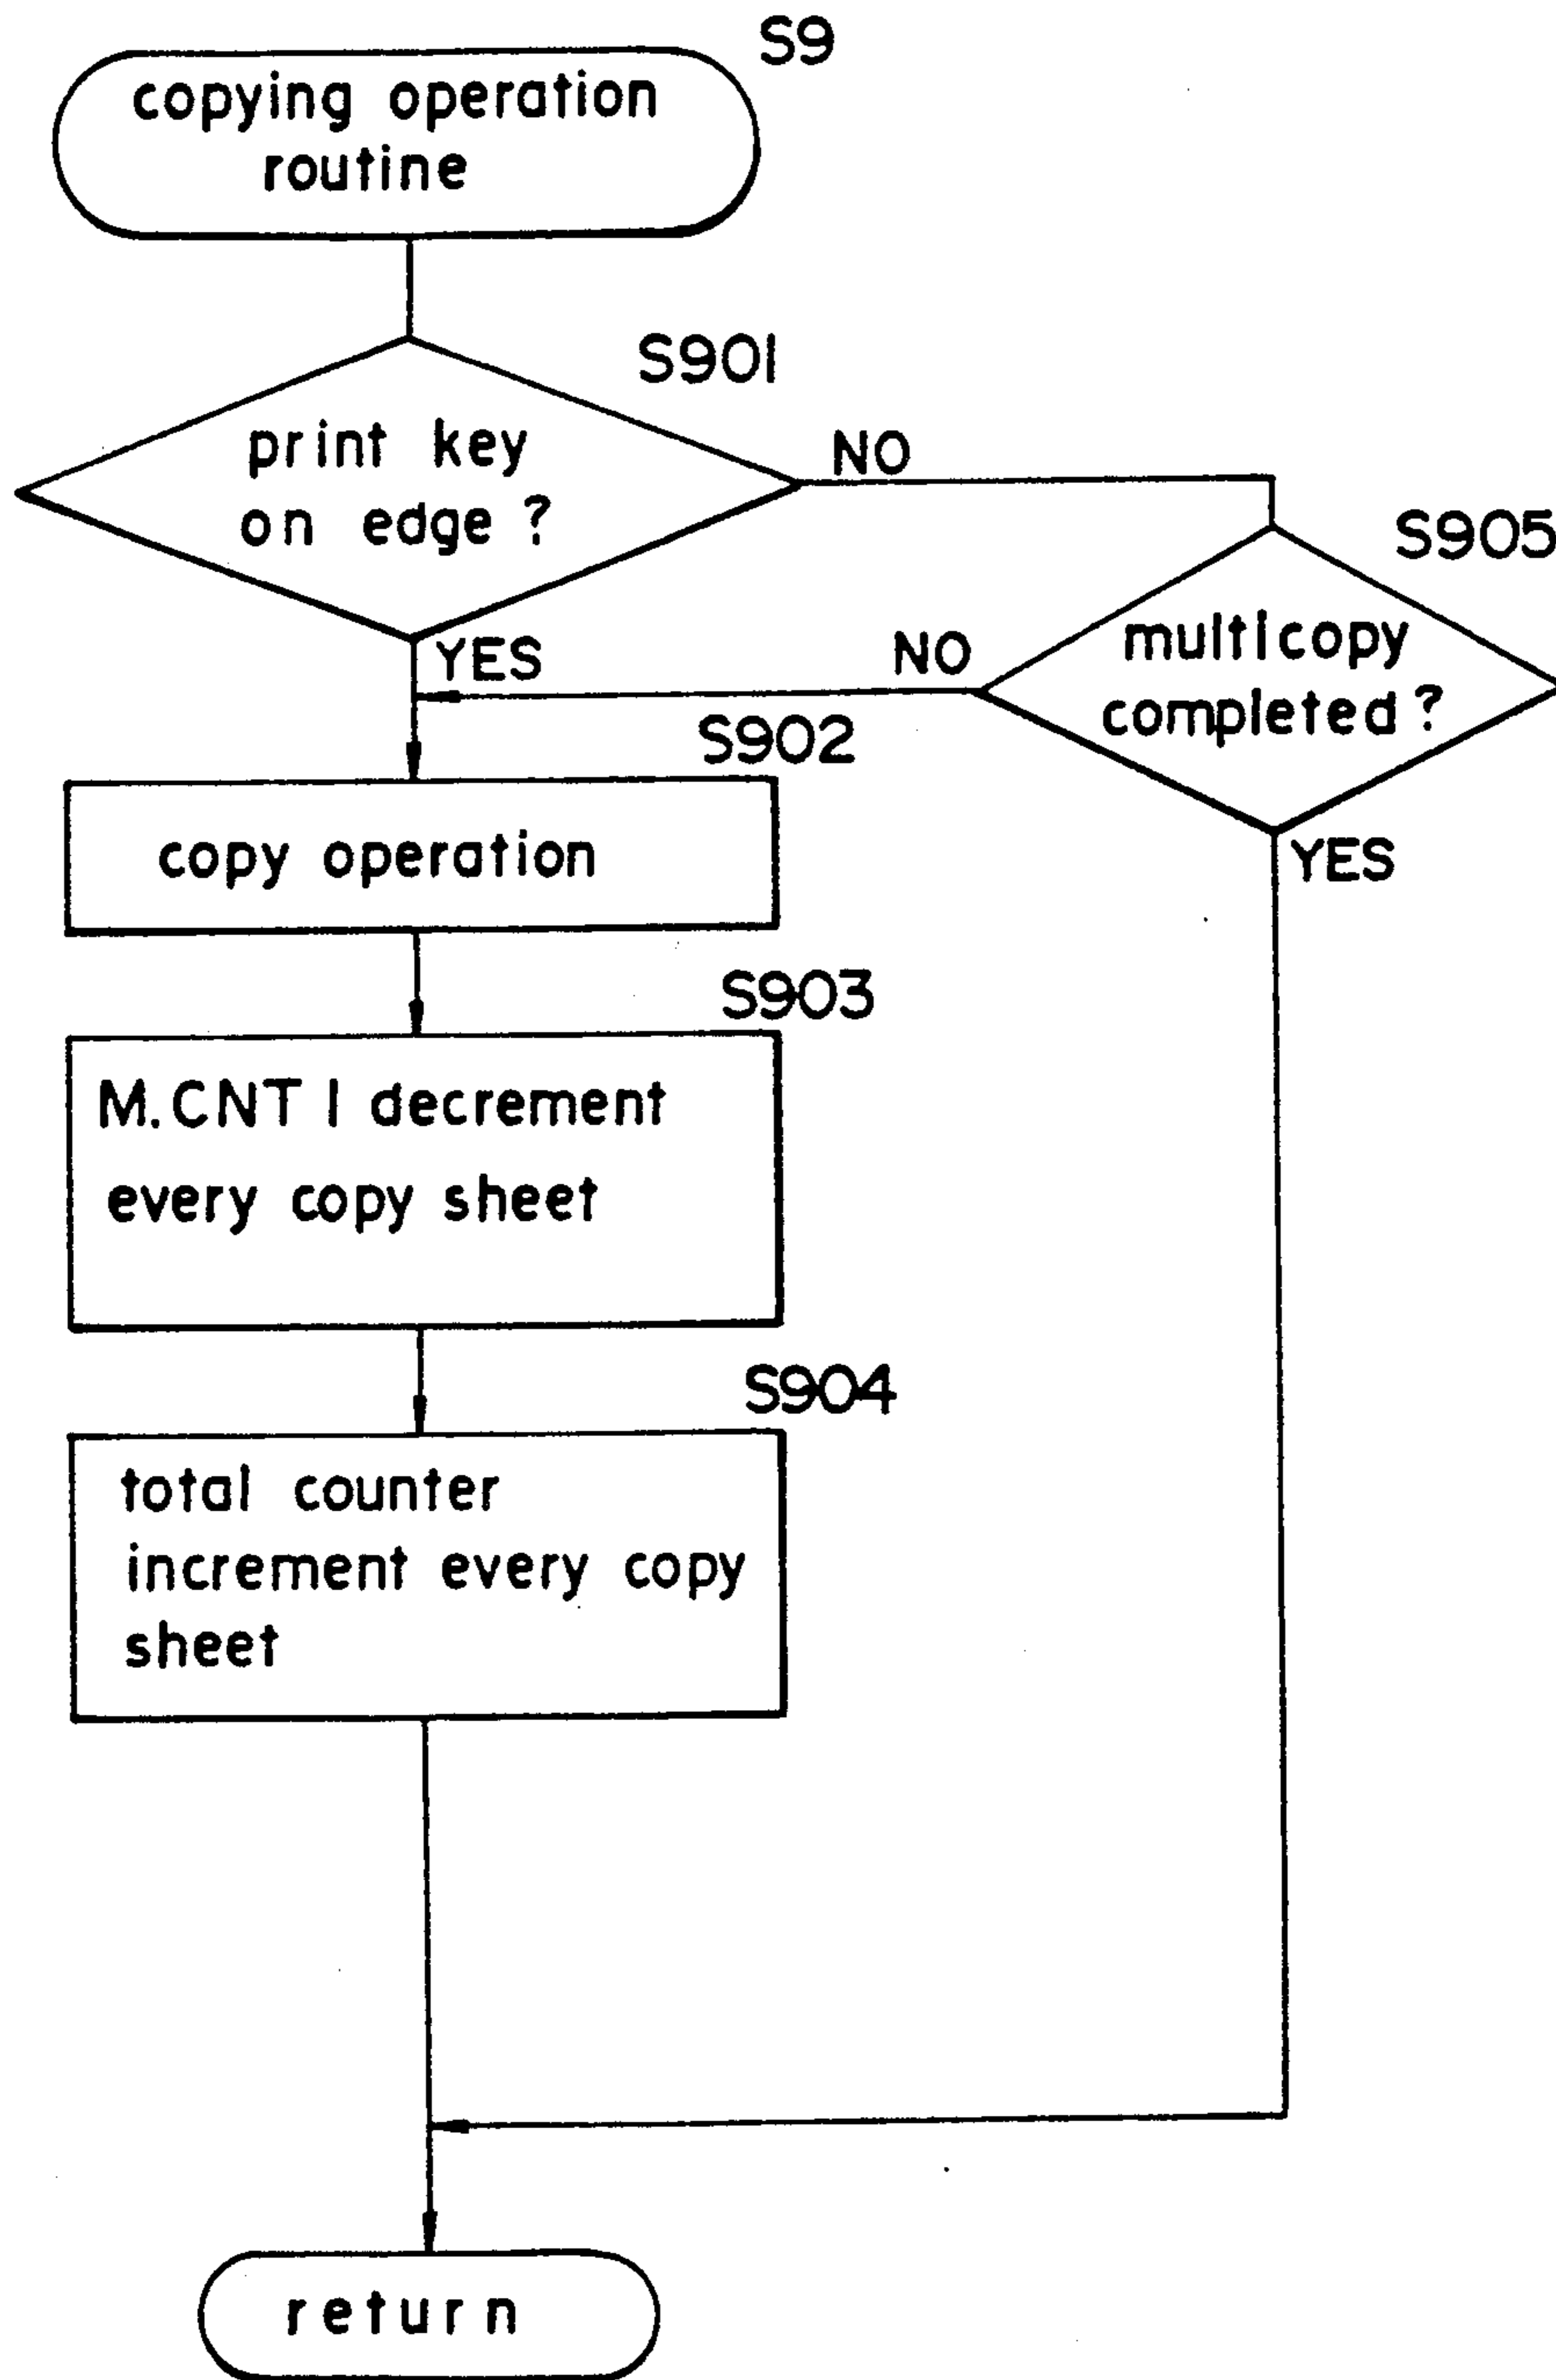 S9
copying operation
routine
S901
print key
on edge ?
NO
S905
multicopy
completed ?
NO
YES
YES
S902
copy operation
S903
M.CNT 1 decrement
every copy sheet
S904
total counter
increment every copy
sheet
return